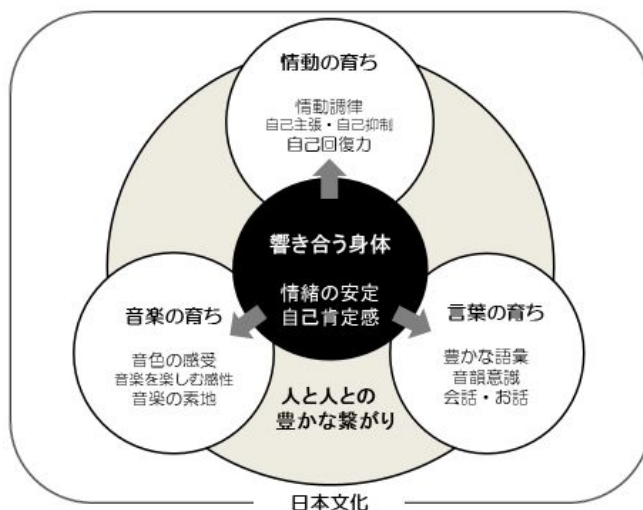 情動の育ち
情動調律
自己主張・自己抑制
自己回復力
響き合う身体
情緒の安定
自己肯定感
音楽の育ち
音色の感受
音楽を楽しむ感性
音楽の素地
言葉の育ち
豊かな語彙
音韻意識
会話・お話
人と人との
豊かな繋がり
日本文化